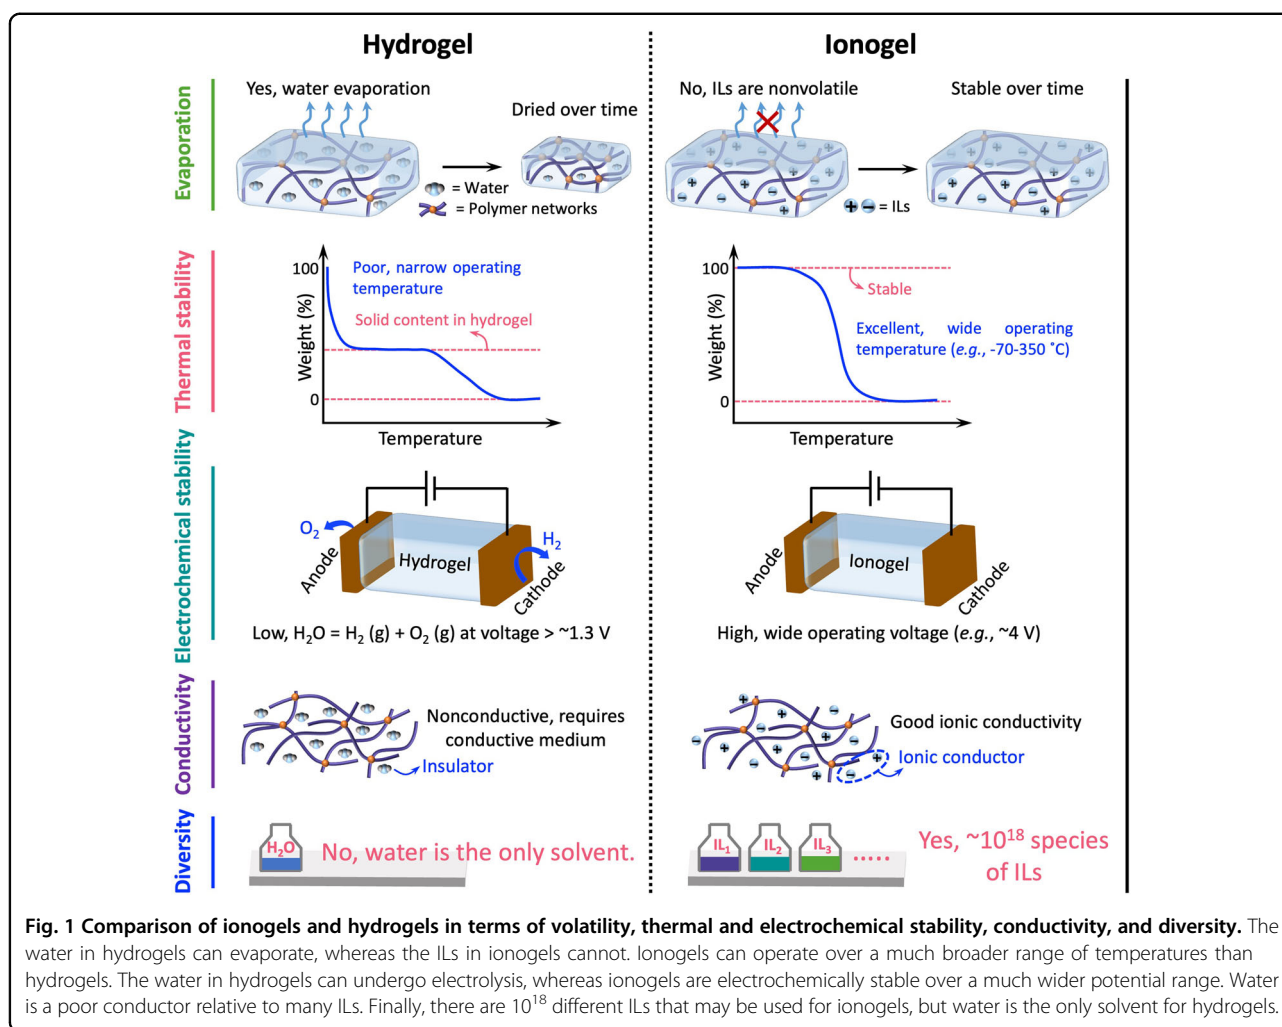 Hydrogel
Ionogel
Evaporation
Yes, water evaporation
Dried over time
= Water
= Polymer networks
No, ILs are nonvolatile
Stable over time
= ILs
Thermal stability
100
0
Weight (%)
Temperature
Poor, narrow operating
temperature
Solid content in hydrogel
100
0
Weight (%)
Temperature
Stable
Excellent, wide operating
temperature (e.g., -70-350 ˚C)
Electrochemical stability
O₂
Anode
Hydrogel
H₂
Cathode
Low, H₂O = H₂ (g) + O₂ (g) at voltage > ~1.3 V
Anode
Ionogel
Cathode
High, wide operating voltage (e.g., ~4 V)
Conductivity
Nonconductive, requires
conductive medium
Insulator
Good ionic conductivity
Ionic conductor
Diversity
H₂O
No, water is the only solvent.
IL₁
IL₂
IL₃
.....
Yes, ~10¹⁸ species
of ILs
Fig. 1 Comparison of ionogels and hydrogels in terms of volatility, thermal and electrochemical stability, conductivity, and diversity. The
water in hydrogels can evaporate, whereas the ILs in ionogels cannot. Ionogels can operate over a much broader range of temperatures than
hydrogels. The water in hydrogels can undergo electrolysis, whereas ionogels are electrochemically stable over a much wider potential range. Water
is a poor conductor relative to many ILs. Finally, there are 10¹⁸ different ILs that may be used for ionogels, but water is the only solvent for hydrogels.